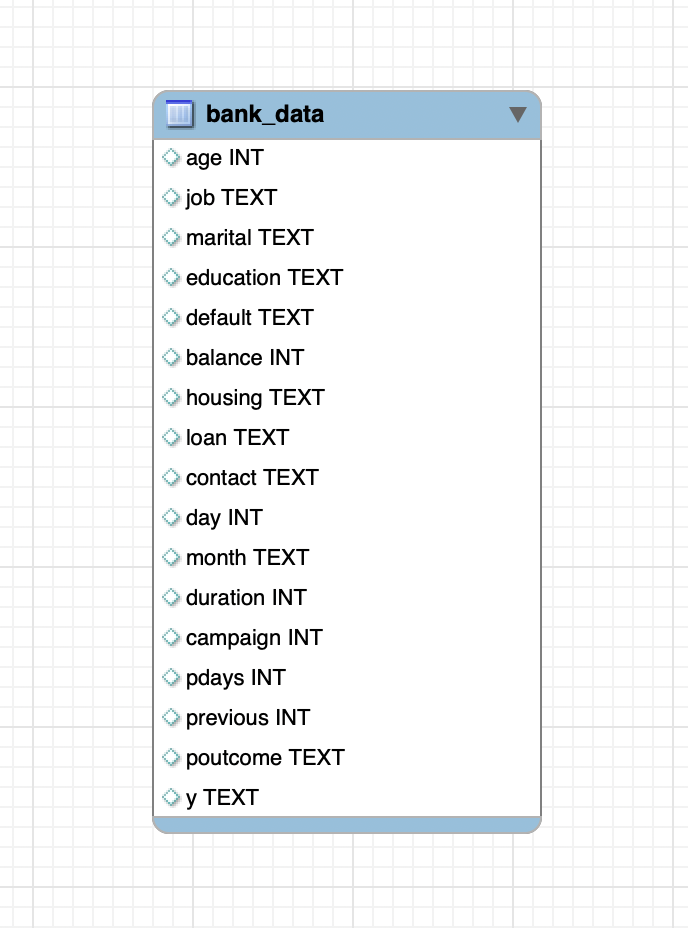 bank_data
age INT
job TEXT
marital TEXT
education TEXT
default TEXT
balance INT
housing TEXT
loan TEXT
contact TEXT
day INT
month TEXT
duration INT
campaign INT
pdays INT
previous INT
poutcome TEXT
y TEXT